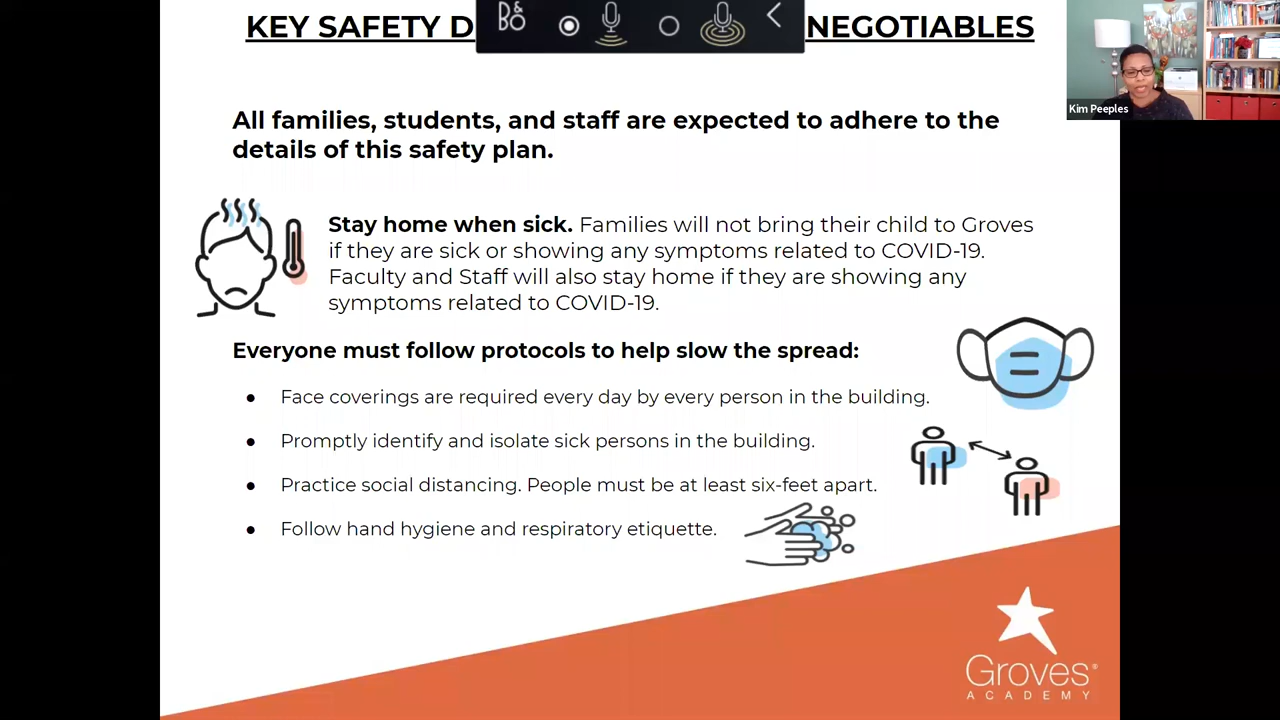 KEY SAFETY D
NEGOTIABLES
B&O
Kim Peeples
All families, students, and staff are expected to adhere to the
details of this safety plan.
Stay home when sick. Families will not bring their child to Groves
if they are sick or showing any symptoms related to COVID-19.
Faculty and Staff will also stay home if they are showing any
symptoms related to COVID-19.
Everyone must follow protocols to help slow the spread:
● Face coverings are required every day by every person in the building.
● Promptly identify and isolate sick persons in the building.
● Practice social distancing. People must be at least six-feet apart.
● Follow hand hygiene and respiratory etiquette.
Groves®
ACADEMY